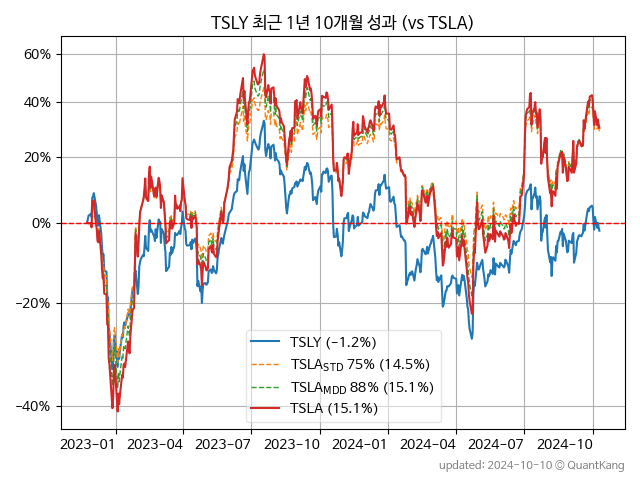 TSLY 최근 1년 10개월 성과 (vs TSLA)
60%
40%
20%
0%
−20%
−40%
TSLY (−1.2%)
TSLA_STD 75% (14.5%)
TSLA_MDD 88% (15.1%)
TSLA (15.1%)
2023-01 2023-04 2023-07 2023-10 2024-01 2024-04 2024-07 2024-10
updated: 2024-10-10 © QuantKang